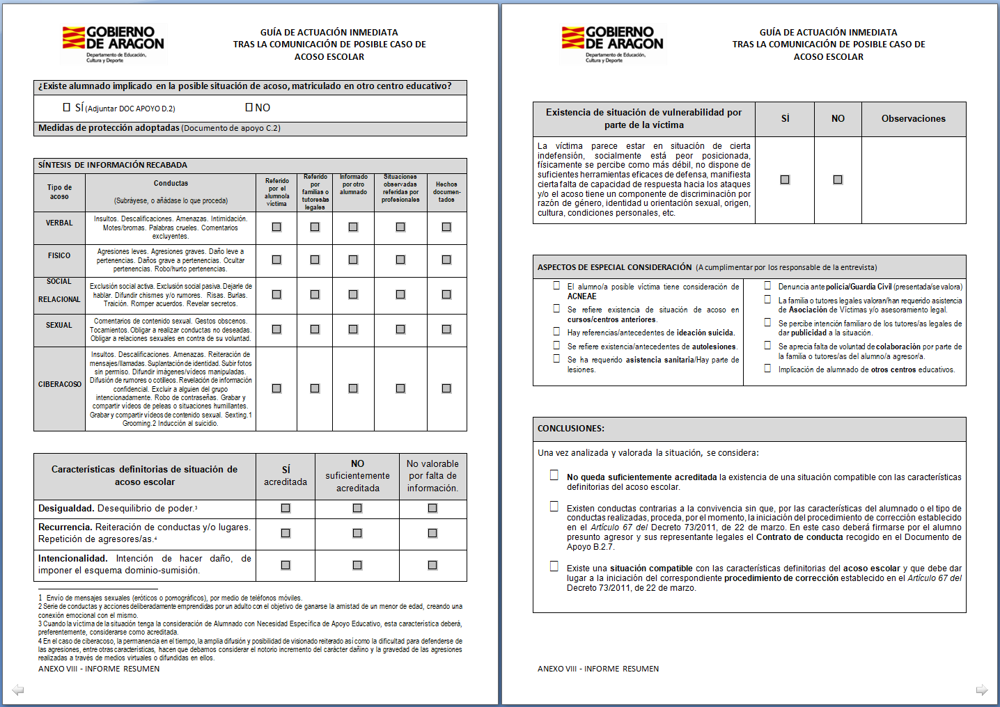 GOBIERNO
DE ARAGON
Departamento de Educación,
Cultura y Deporte
GUÍA DE ACTUACIÓN INMEDIATA
TRAS LA COMUNICACIÓN DE POSIBLE CASO DE
ACOSO ESCOLAR
¿Existe alumnado implicado en la posible situación de acoso, matriculado en otro centro educativo?
SÍ (Adjuntar DOC APOYO D.2) NO
Medidas de protección adoptadas (Documento de apoyo C.2)
SÍNTESIS DE INFORMACIÓN RECABADA
Tipo de
acoso
Conductas
(Subráyese, o añádase lo que proceda)
Referido
por el
alumno/a
víctima
Referido
por
familias o
tutores/as
legales
Informado
por otro
alumnado
Situaciones
observadas
referidas por
profesionales
Hechos
documen-
tados
VERBAL
Insultos. Descalificaciones. Amenazas. Intimidación.
Motes/bromas. Palabras crueles. Comentarios
excluyentes.
FISICO
Agresiones leves. Agresiones graves. Daño leve a
pertenencias. Daños grave a pertenencias. Ocultar
pertenencias. Robo/hurto pertenencias.
SOCIAL
RELACIONAL
Exclusión social activa. Exclusión social pasiva. Dejarle de
hablar. Difundir chismes y/o rumores. Risas. Burlas.
Traición. Romper acuerdos. Revelar secretos.
SEXUAL
Comentarios de contenido sexual. Gestos obscenos.
Tocamientos. Obligar a realizar conductas no deseadas.
Obligar a relaciones sexuales en contra de su voluntad.
CIBERACOSO
Insultos. Descalificaciones. Amenazas. Reiteración de
mensajes/llamadas. Suplantación de identidad. Subir fotos
sin permiso. Difundir imágenes/vídeos manipuladas.
Difusión de rumores o cotilleos. Revelación de información
confidencial. Excluir a alguien del grupo
intencionadamente. Robo de contraseñas. Grabar y
compartir vídeos de peleas o situaciones humillantes.
Grabar y compartir vídeos de contenido sexual. Sexting.1
Grooming.2 Inducción al suicidio.
Características definitorias de situación de
acoso escolar
SÍ
acreditada
NO
suficientemente
acreditada
No valorable
por falta de
información.
Desigualdad. Desequilibrio de poder.3
Recurrencia. Reiteración de conductas y/o lugares.
Repetición de agresores/as.4
Intencionalidad. Intención de hacer daño, de
imponer el esquema dominio-sumisión.
1 Envío de mensajes sexuales (eróticos o pornográficos), por medio de teléfonos móviles.
2 Serie de conductas y acciones deliberadamente emprendidas por un adulto con el objetivo de ganarse la amistad de un menor de edad, creando una
conexión emocional con el mismo.
3 Cuando la víctima de la situación tenga la consideración de Alumnado con Necesidad Específica de Apoyo Educativo, esta característica deberá,
preferentemente, considerarse como acreditada.
4 En el caso de ciberacoso, la permanencia en el tiempo, la amplia difusión y posibilidad de visionado reiterado así como la dificultad para defenderse de
las agresiones, entre otras características, hacen que debamos considerar el notorio incremento del carácter dañino y la gravedad de las agresiones
realizadas a través de medios virtuales o difundidas en ellos.
ANEXO VIII - INFORME RESUMEN
GOBIERNO
DE ARAGON
Departamento de Educación,
Cultura y Deporte
GUÍA DE ACTUACIÓN INMEDIATA
TRAS LA COMUNICACIÓN DE POSIBLE CASO DE
ACOSO ESCOLAR
Existencia de situación de vulnerabilidad por
parte de la víctima
SÍ
NO
Observaciones
La víctima parece estar en situación de cierta
indefensión, socialmente está peor posicionada,
físicamente se percibe como más débil, no dispone de
suficientes herramientas eficaces de defensa, manifiesta
cierta falta de capacidad de respuesta hacia los ataques
y/o el acoso tiene un componente de discriminación por
razón de género, identidad u orientación sexual, origen,
cultura, condiciones personales, etc.
ASPECTOS DE ESPECIAL CONSIDERACIÓN (A cumplimentar por los responsable de la entrevista)
El alumno/a posible víctima tiene consideración de
ACNEAE
Se refiere existencia de situación de acoso en
cursos/centros anteriores.
Hay referencias/antecedentes de ideación suicida.
Se refiere existencia/antecedentes de autolesiones.
Se ha requerido asistencia sanitaria/Hay parte de
lesiones.
Denuncia ante policía/Guardia Civil (presentada/se valora)
La familia o tutores legales valoran/han requerido asistencia
de Asociación de Víctimas y/o asesoramiento legal.
Se percibe intención familiar o de los tutores/as legales de
dar publicidad a la situación.
Se aprecia falta de voluntad de colaboración por parte de
la familia o tutores/as del alumno/a agresor/a.
Implicación de alumnado de otros centros educativos.
CONCLUSIONES:
Una vez analizada y valorada la situación, se considera:
No queda suficientemente acreditada la existencia de una situación compatible con las características
definitorias del acoso escolar.
Existen conductas contrarias a la convivencia sin que, por las características del alumnado o el tipo de
conductas realizadas, proceda, por el momento, la iniciación del procedimiento de corrección establecido
en el Artículo 67 del Decreto 73/2011, de 22 de marzo. En este caso deberá firmarse por el alumno
presunto agresor y sus representante legales el Contrato de conducta recogido en el Documento de
Apoyo B.2.7.
Existe una situación compatible con las características definitorias del acoso escolar y que debe dar
lugar a la iniciación del correspondiente procedimiento de corrección establecido en el Artículo 67 del
Decreto 73/2011, de 22 de marzo.
ANEXO VIII - INFORME RESUMEN